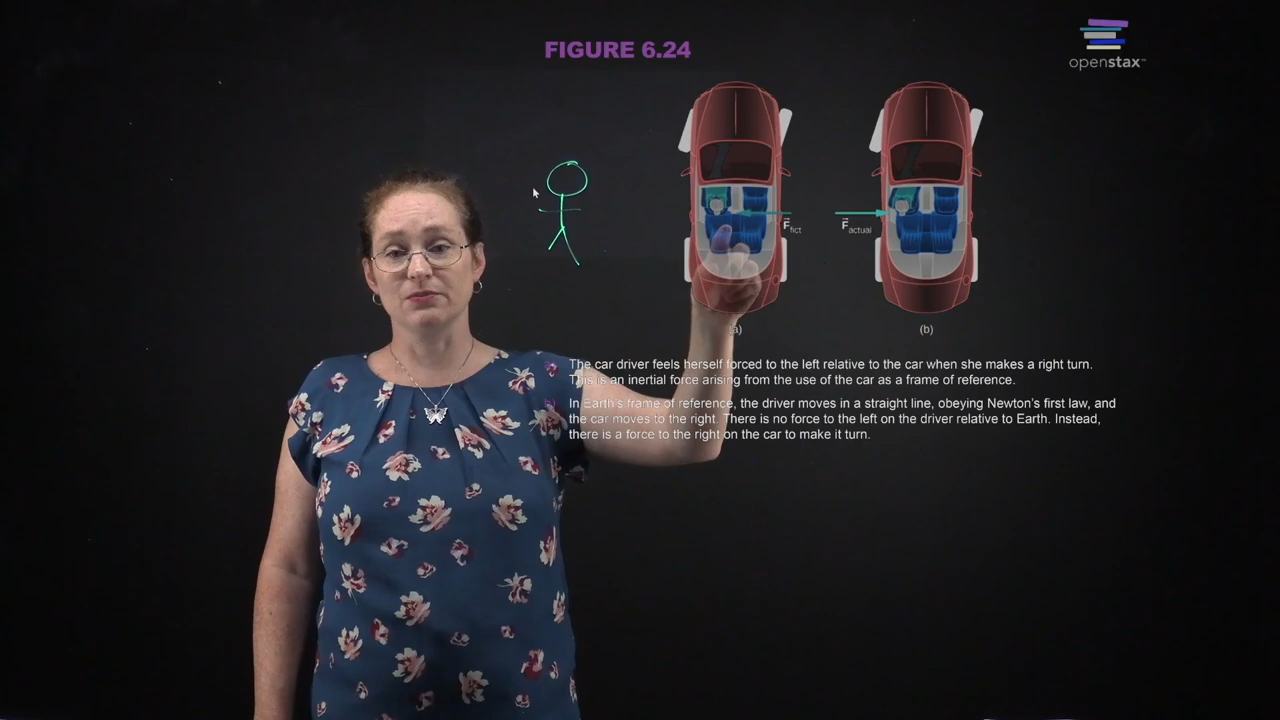 FIGURE 6.24
openstax™
F fict
F actual
(a)
(b)
The car driver feels herself forced to the left relative to the car when she makes a right turn.
This is an inertial force arising from the use of the car as a frame of reference.
In Earth's frame of reference, the driver moves in a straight line, obeying Newton's first law, and
the car moves to the right. There is no force to the left on the driver relative to Earth. Instead,
there is a force to the right on the car to make it turn.